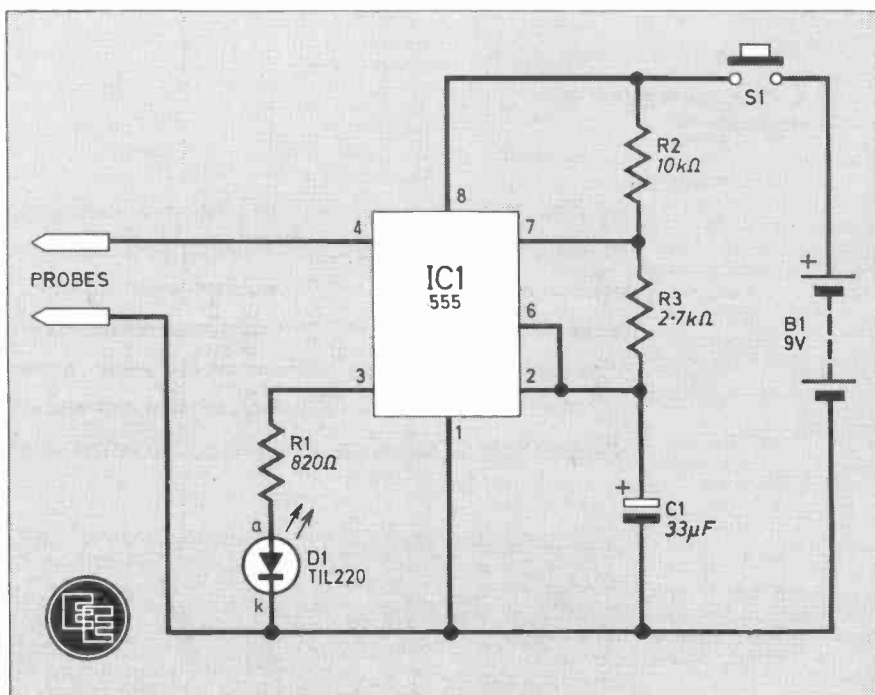 S1
R2
10kΩ
8
4
7
PROBES
IC1
555
+
R3
2·7kΩ
6
B1
9V
3
2
1
R1
820Ω
+
C1
33μF
a
D1
TIL220
k
EE